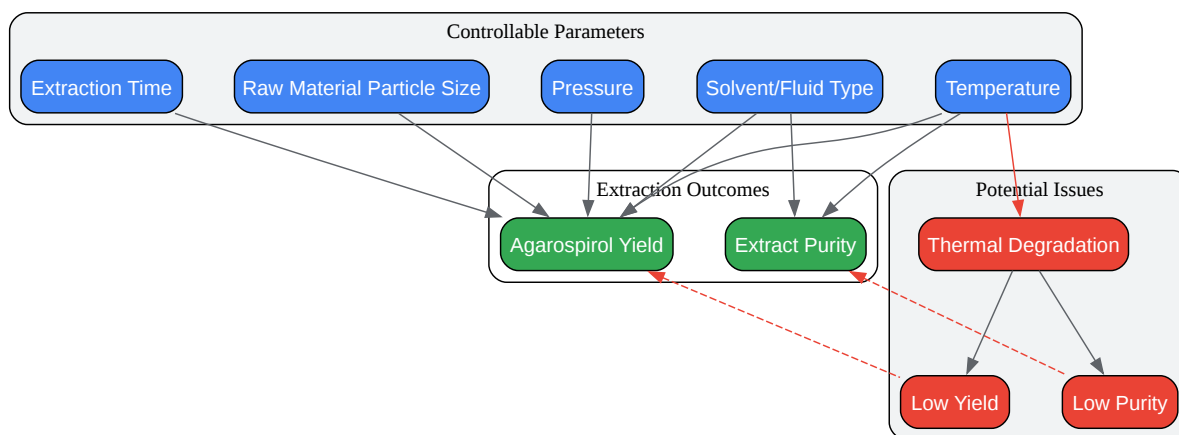 Controllable Parameters
Extraction Time
Raw Material Particle Size
Pressure
Solvent/Fluid Type
Temperature
Extraction Outcomes
Potential Issues
Agarospirol Yield
Extract Purity
Thermal Degradation
Low Yield
Low Purity